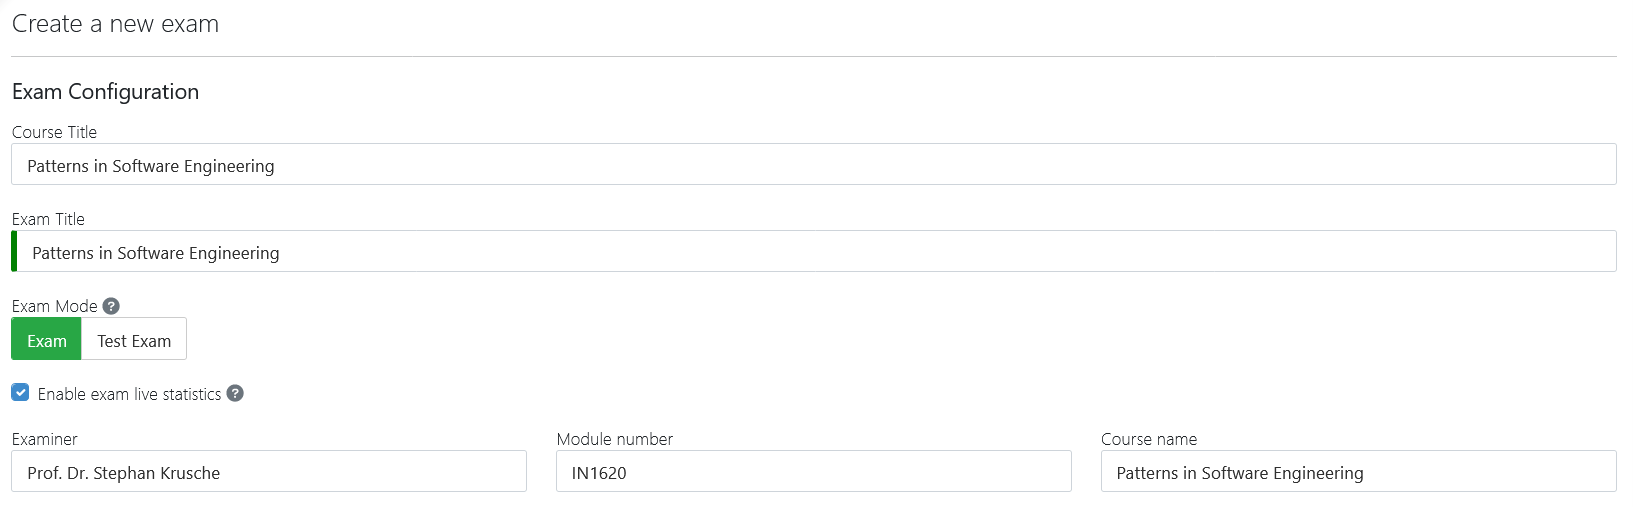 Create a new exam
Exam Configuration
Course Title
Patterns in Software Engineering
Exam Title
Patterns in Software Engineering
Exam Mode ?
Exam Test Exam
Enable exam live statistics ?
Examiner Module number Course name
Prof. Dr. Stephan Krusche IN1620 Patterns in Software Engineering